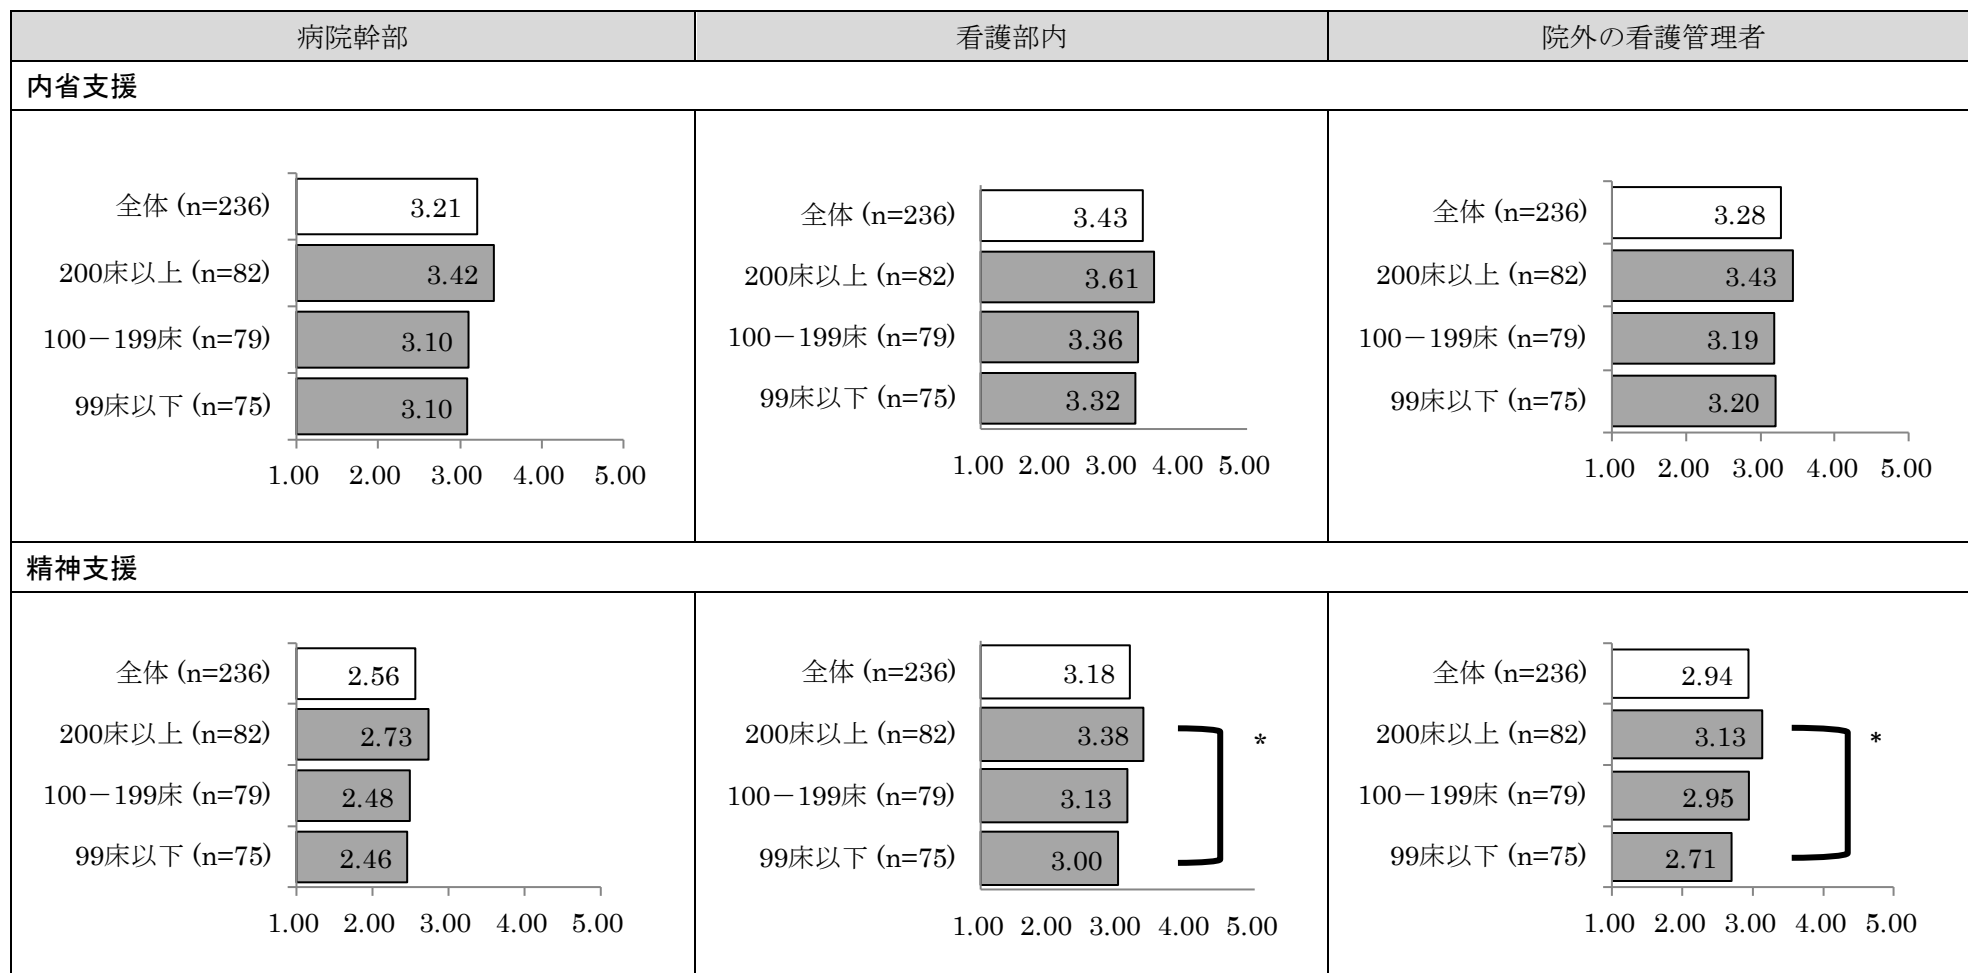 病院幹部
看護部内
院外の看護管理者
内省支援
全体 (n=236)
3.21
200床以上 (n=82)
3.42
100－199床 (n=79)
3.10
99床以下 (n=75)
3.10
1.00 2.00 3.00 4.00 5.00
全体 (n=236)
3.43
200床以上 (n=82)
3.61
100－199床 (n=79)
3.36
99床以下 (n=75)
3.32
1.00 2.00 3.00 4.00 5.00
全体 (n=236)
3.28
200床以上 (n=82)
3.43
100－199床 (n=79)
3.19
99床以下 (n=75)
3.20
1.00 2.00 3.00 4.00 5.00
精神支援
全体 (n=236)
2.56
200床以上 (n=82)
2.73
100－199床 (n=79)
2.48
99床以下 (n=75)
2.46
1.00 2.00 3.00 4.00 5.00
全体 (n=236)
3.18
200床以上 (n=82)
3.38
*
100－199床 (n=79)
3.13
99床以下 (n=75)
3.00
1.00 2.00 3.00 4.00 5.00
全体 (n=236)
2.94
200床以上 (n=82)
3.13
*
100－199床 (n=79)
2.95
99床以下 (n=75)
2.71
1.00 2.00 3.00 4.00 5.00